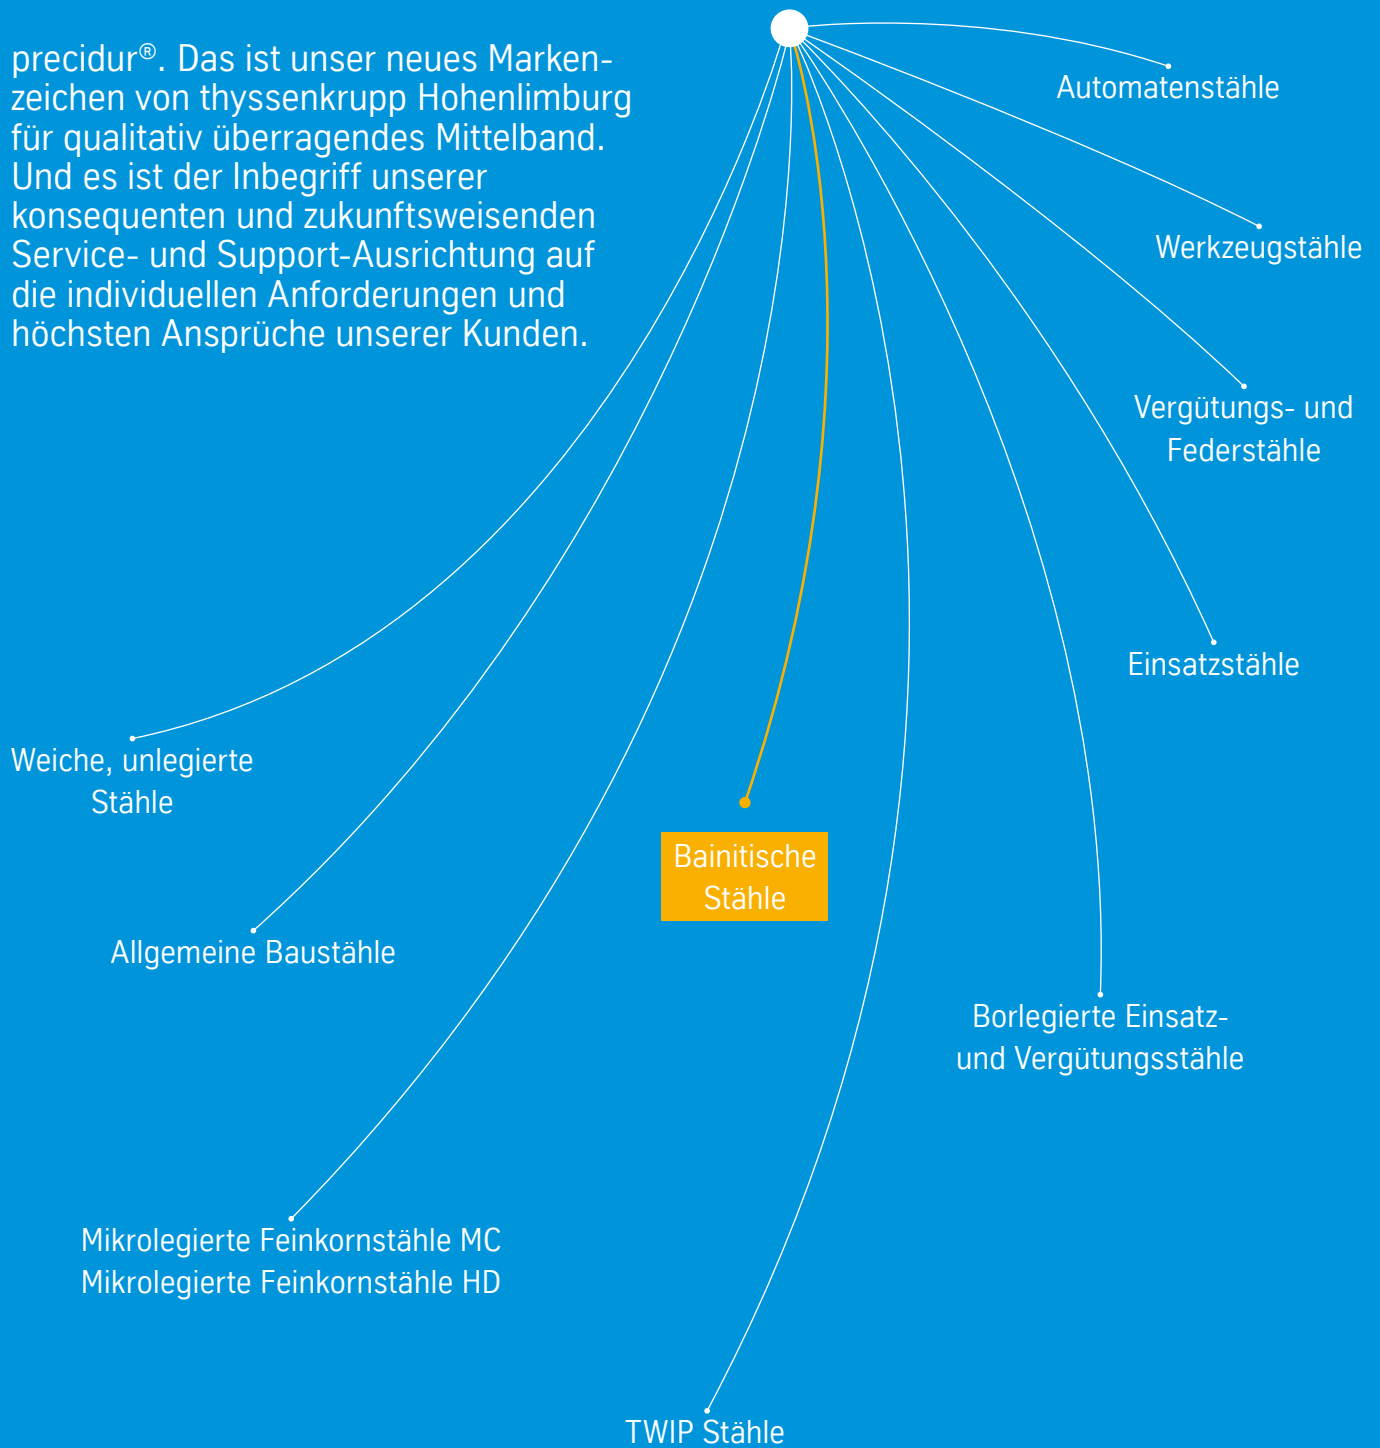 precidur®. Das ist unser neues Marken-
zeichen von thyssenkrupp Hohenlimburg
für qualitativ überragendes Mittelband.
Und es ist der Inbegriff unserer
konsequenten und zukunftsweisenden
Service- und Support-Ausrichtung auf
die individuellen Anforderungen und
höchsten Ansprüche unserer Kunden.
Automatenstähle
Werkzeugstähle
Vergütungs- und
Federstähle
Einsatzstähle
Weiche, unlegierte
Stähle
Bainitische
Stähle
Allgemeine Baustähle
Borlegierte Einsatz-
und Vergütungsstähle
Mikrolegierte Feinkornstähle MC
Mikrolegierte Feinkornstähle HD
TWIP Stähle